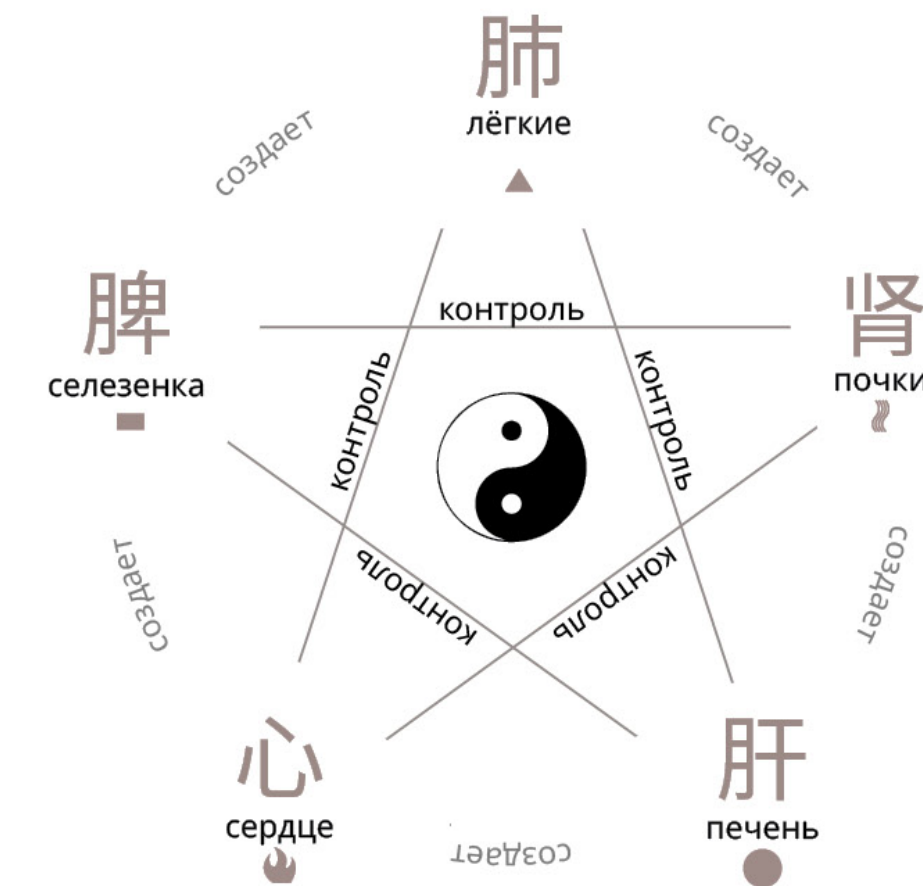 肺
лёгкие
создает
создает
脾
селезенка
контроль
肾
почки
контроль
контроль
создает
контроль
контроль
создает
心
сердце
создает
肝
печень